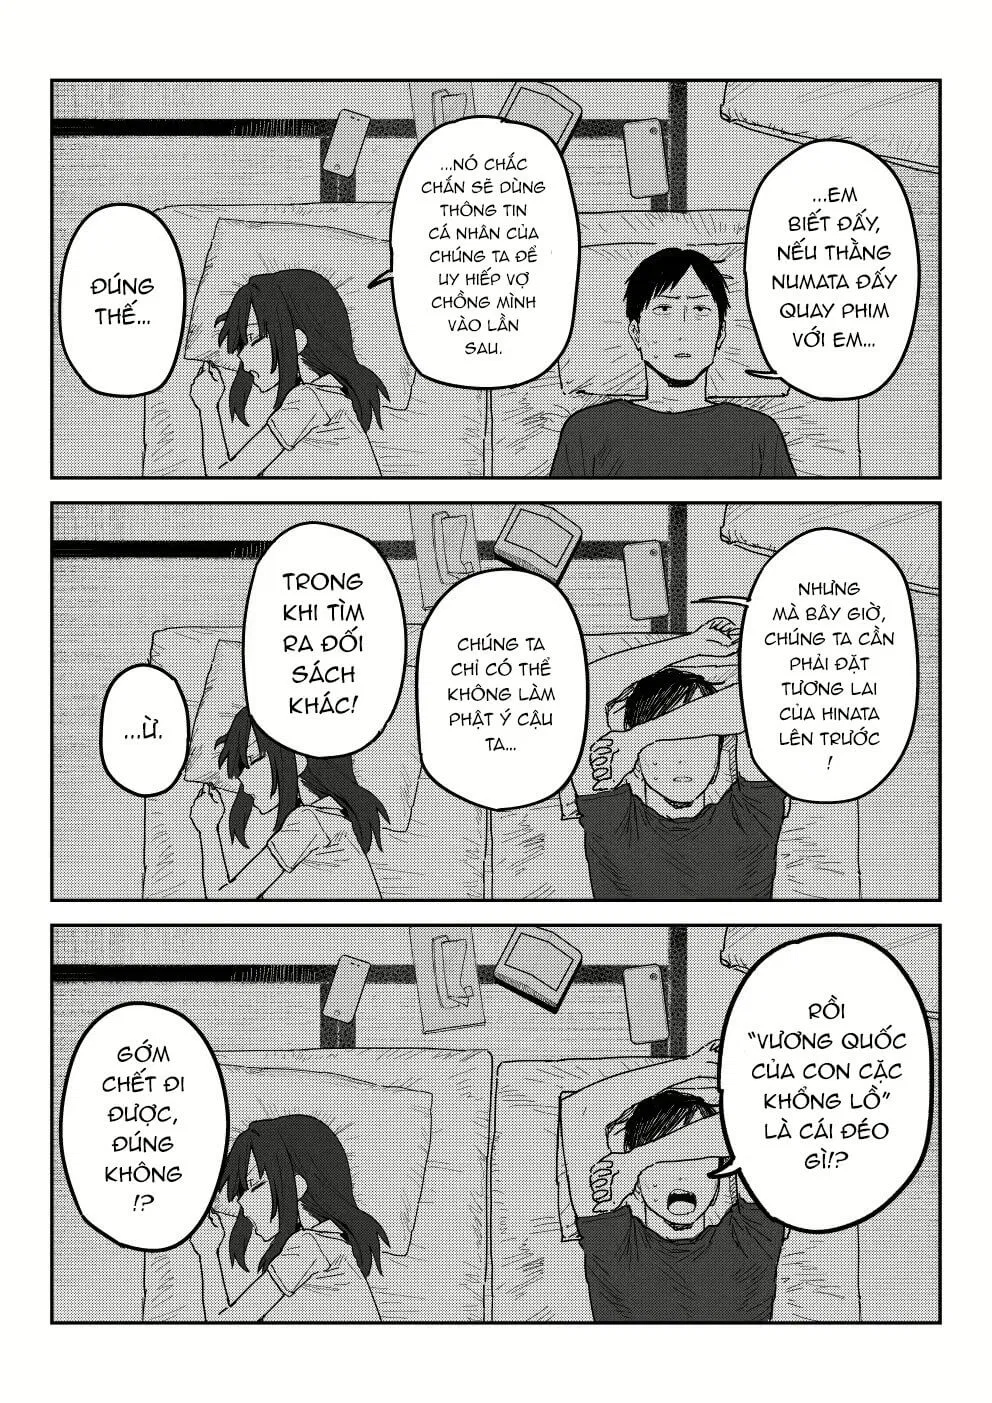 ...EM
BIẾT ĐẤY,
NẾU THẰNG
NUMATA ĐẤY
QUAY PHIM
VỚI EM...
...NÓ CHẮC
CHẮN SẼ DÙNG
THÔNG TIN
CÁ NHÂN CỦA
CHÚNG TA ĐỂ
UY HIẾP VỢ
CHỒNG MÌNH
VÀO LẦN
SAU.
ĐÚNG
THẾ...
NHƯNG
MÀ BÂY GIỜ,
CHÚNG TA CẦN
PHẢI ĐẶT
TƯƠNG LAI
CỦA HINATA
LÊN TRƯỚC
!
CHÚNG TA
CHỈ CÓ THỂ
KHÔNG LÀM
PHẬT Ý CẬU
TA...
TRONG
KHI TÌM
RA ĐỐI
SÁCH
KHÁC!
...Ừ.
RỒI
“VƯƠNG QUỐC
CỦA CON CẶC
KHỔNG LỒ”
LÀ CÁI ĐÉO
GÌ!?
GỚM
CHẾT ĐI
ĐƯỢC,
ĐÚNG
KHÔNG
!?